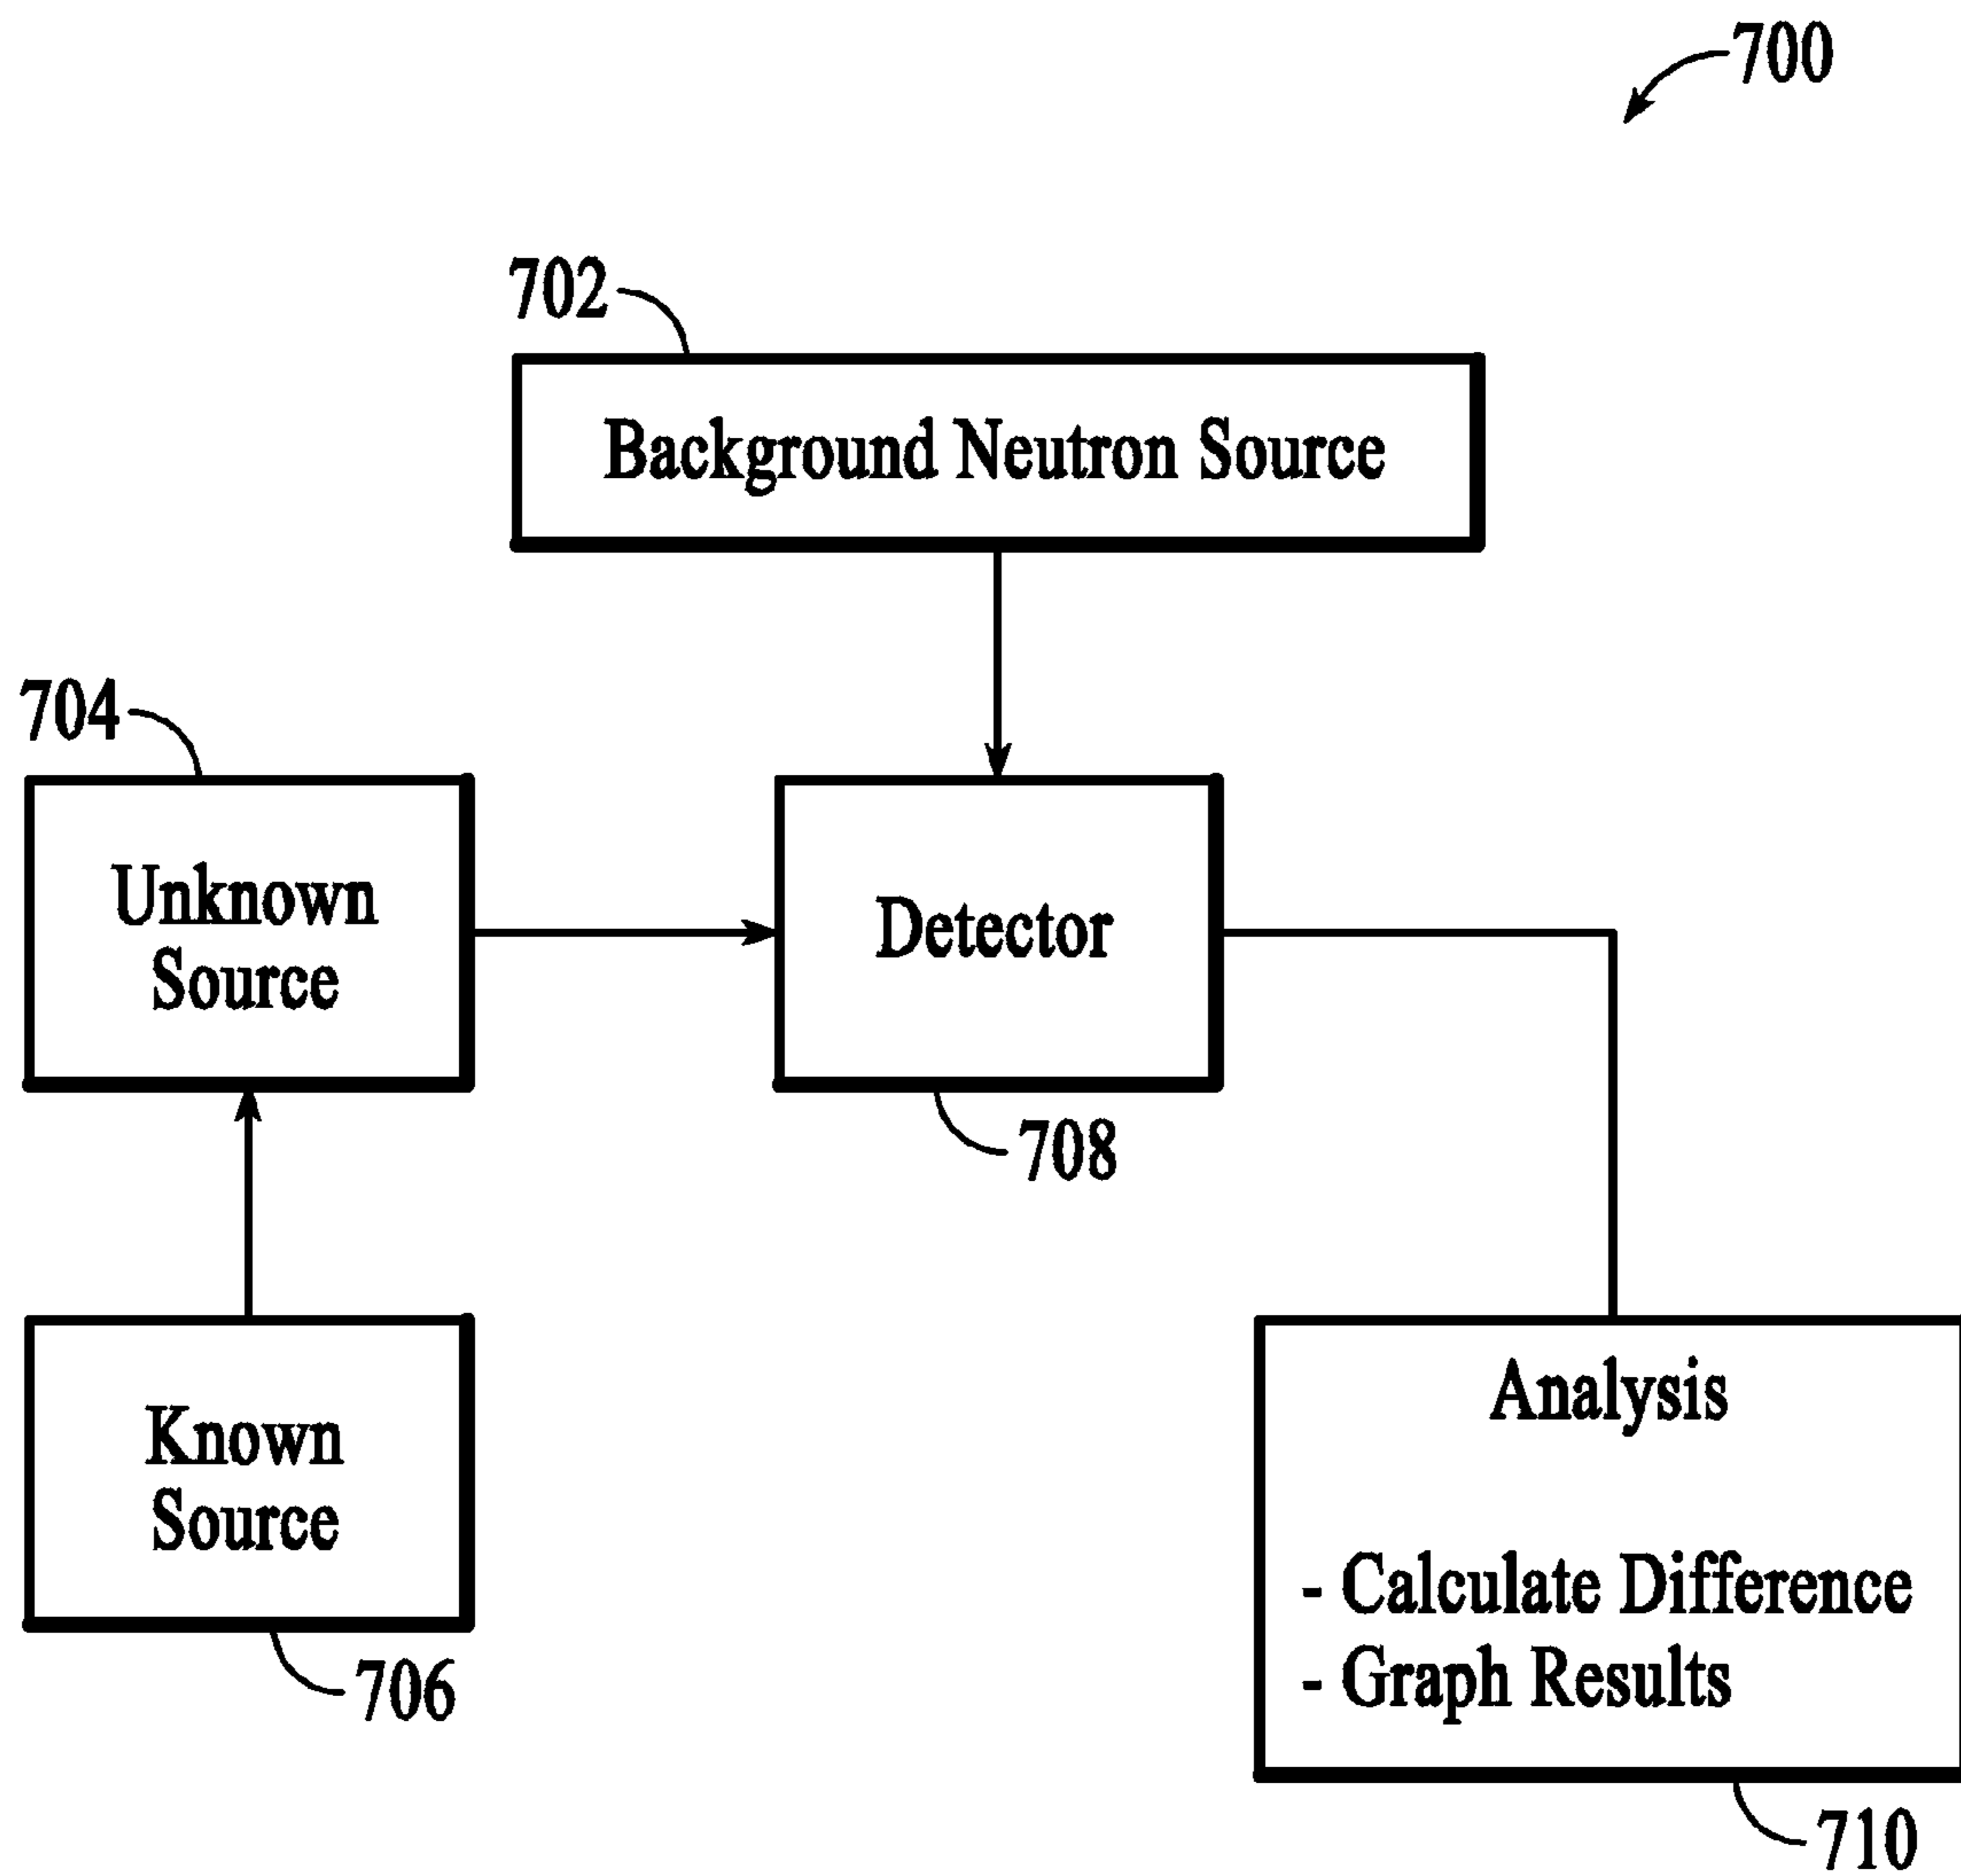 700
702
Background Neutron Source
704
Unknown
Source
Detector
708
Known
Source
706
Analysis
- Calculate Difference
- Graph Results
710